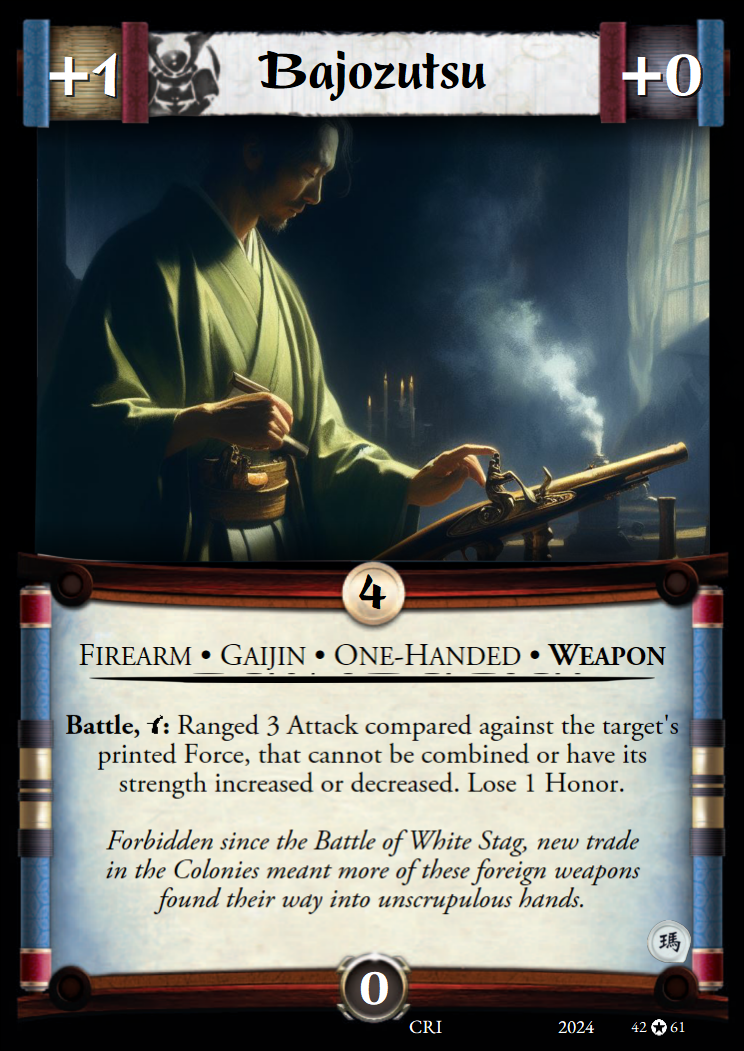 +1
Bajozutsu
+0
4
FIREARM • GAIJIN • ONE-HANDED • WEAPON
Battle, : Ranged 3 Attack compared against the target's
printed Force, that cannot be combined or have its
strength increased or decreased. Lose 1 Honor.
Forbidden since the Battle of White Stag, new trade
in the Colonies meant more of these foreign weapons
found their way into unscrupulous hands.
瑪
0
CRI 2024 42 ✪ 61